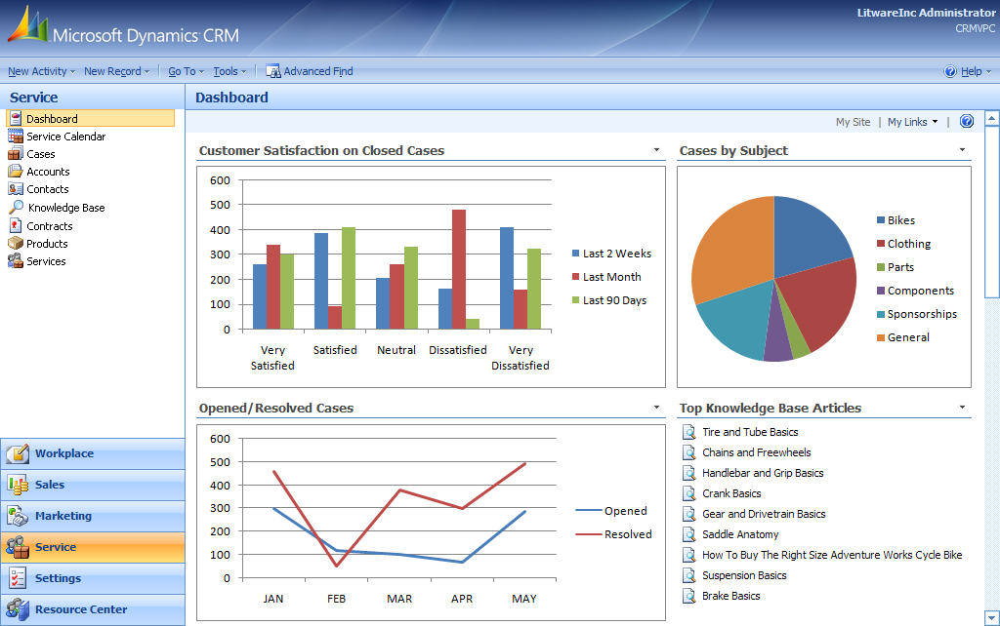 LitwareInc Administrator
Microsoft Dynamics CRM
CRMVPC
New Activity New Record Go To Tools Advanced Find Help
Service
Dashboard
Service Calendar
Cases
Accounts
Contacts
Knowledge Base
Contracts
Products
Services
Workplace
Sales
Marketing
Service
Settings
Resource Center
Dashboard
My Site | My Links |
Customer Satisfaction on Closed Cases
600
500
400
300
200
100
0
Very Satisfied
Satisfied
Neutral
Dissatisfied
Very Dissatisfied
Last 2 Weeks
Last Month
Last 90 Days
Cases by Subject
Bikes
Clothing
Parts
Components
Sponsorships
General
Opened/Resolved Cases
600
500
400
300
200
100
0
JAN FEB MAR APR MAY
Opened
Resolved
Top Knowledge Base Articles
Tire and Tube Basics
Chains and Freewheels
Handlebar and Grip Basics
Crank Basics
Gear and Drivetrain Basics
Saddle Anatomy
How To Buy The Right Size Adventure Works Cycle Bike
Suspension Basics
Brake Basics